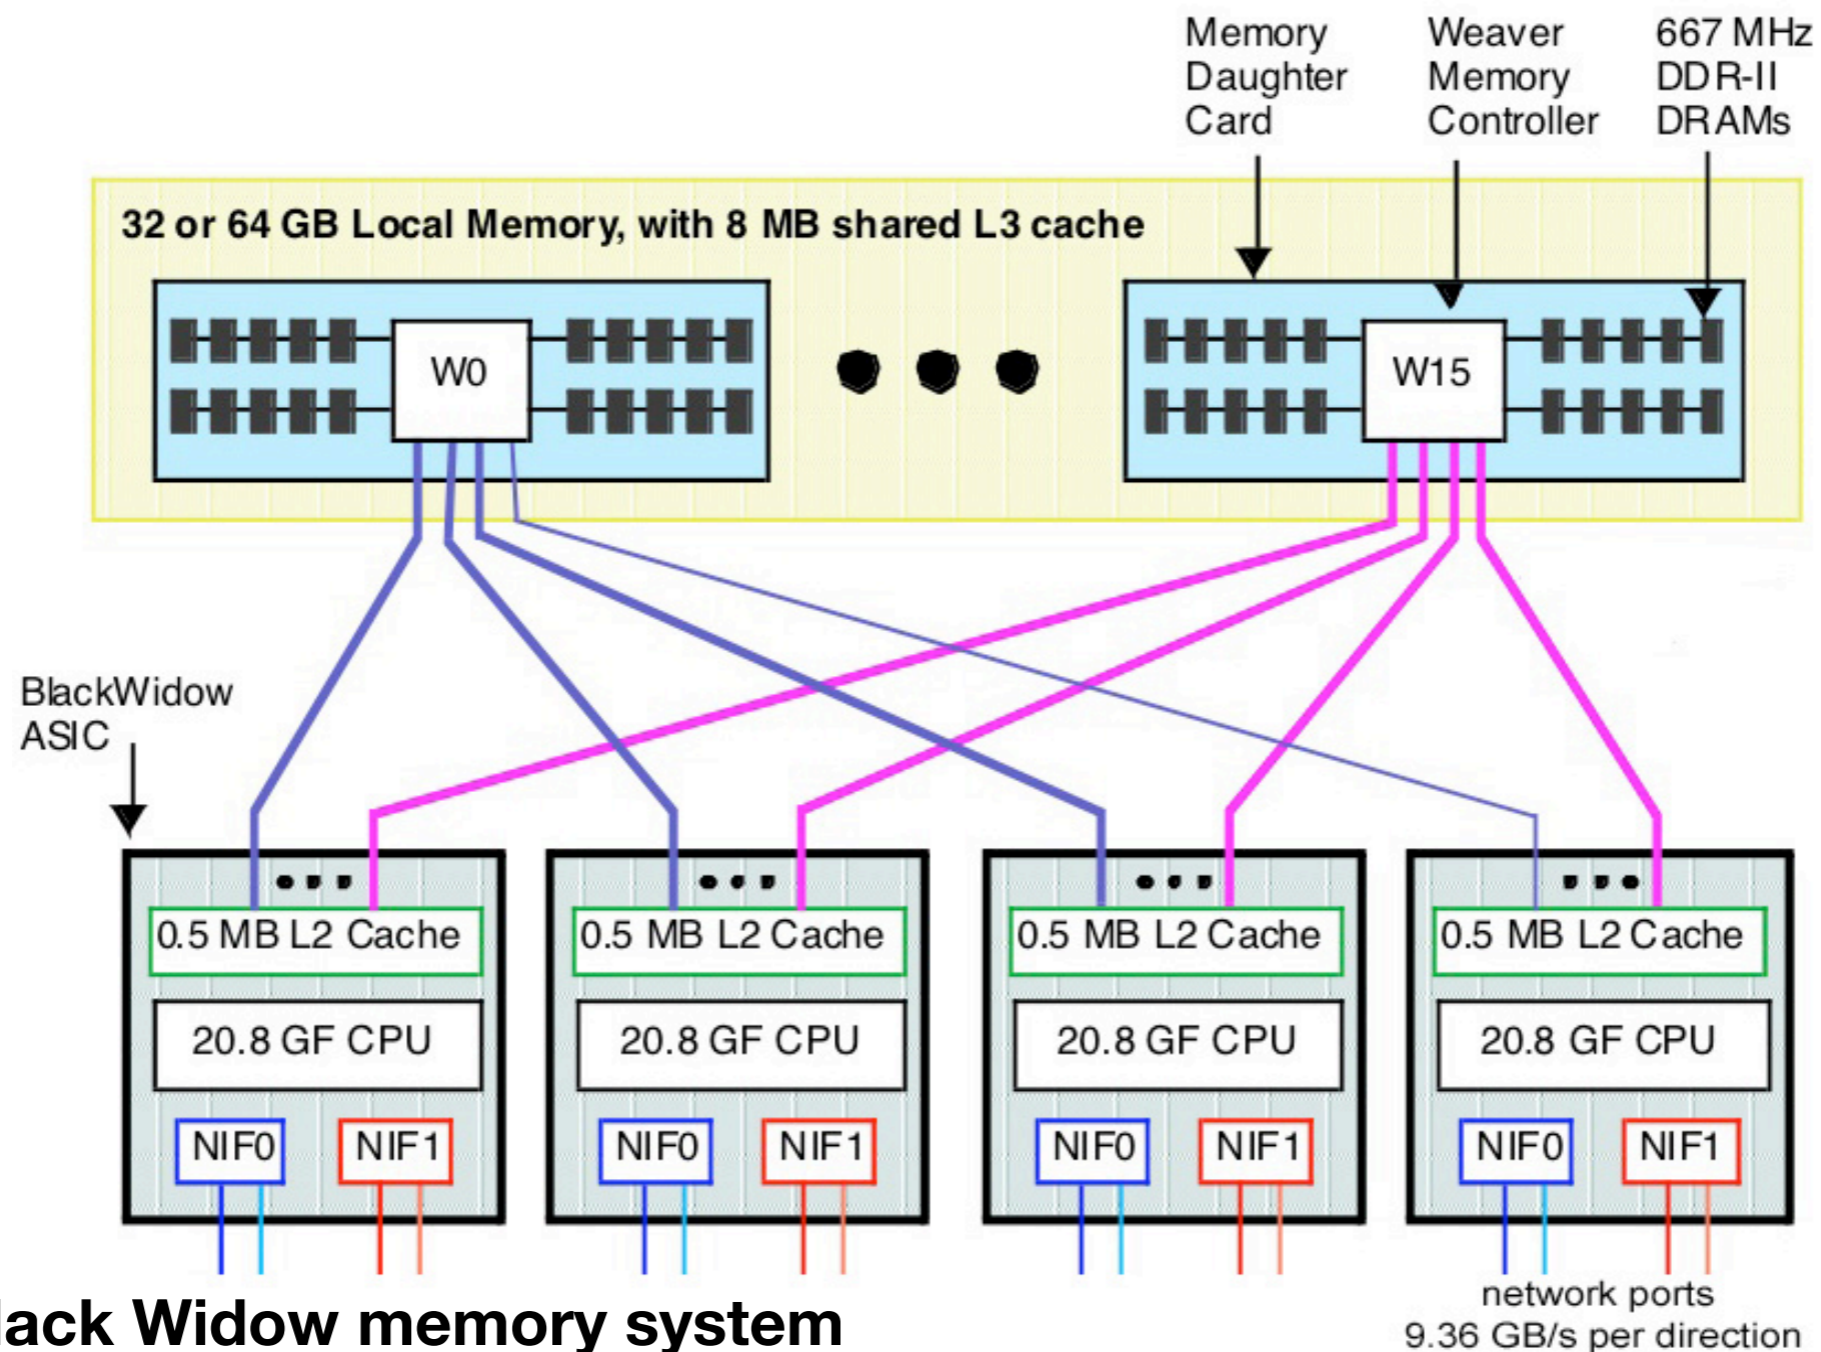 Memory
Daughter
Card
Weaver
Memory
Controller
667 MHz
DDR-II
DRAMs
32 or 64 GB Local Memory, with 8 MB shared L3 cache
W0
W15
BlackWidow
ASIC
0.5 MB L2 Cache
0.5 MB L2 Cache
0.5 MB L2 Cache
0.5 MB L2 Cache
20.8 GF CPU
20.8 GF CPU
20.8 GF CPU
20.8 GF CPU
NIF0
NIF1
NIF0
NIF1
NIF0
NIF1
NIF0
NIF1
network ports
9.36 GB/s per direction
lack Widow memory system